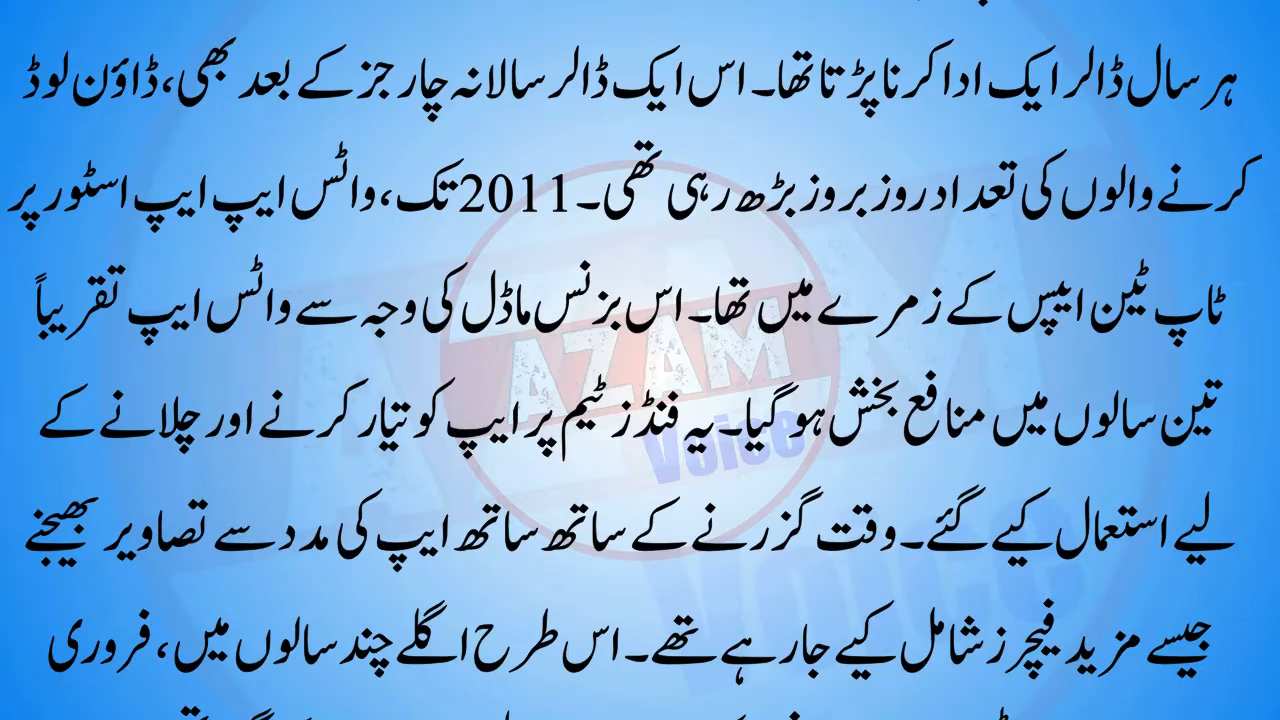 ہر سال ڈالر ایک ادا کرنا پڑتا تھا۔ اس ایک ڈالر سالانہ چارجز کے بعد بھی، ڈاؤن لوڈ
کرنے والوں کی تعداد روز بروز بڑھ رہی تھی۔ 2011 تک، واٹس ایپ ایپ اسٹور پر
ٹاپ ٹین ایپس کے زمرے میں تھا۔ اس بزنس ماڈل کی وجہ سے واٹس ایپ تقریباً
تین سالوں میں منافع بخش ہو گیا۔ یہ فنڈز ٹیم پر ایپ کو تیار کرنے اور چلانے کے
لیے استعمال کیے گئے۔ وقت گزرنے کے ساتھ ساتھ ایپ کی مدد سے تصاویر بھیجنے
جیسے مزید فیچرز شامل کیے جا رہے تھے۔ اس طرح اگلے چند سالوں میں، فروری
AZAM
Voice